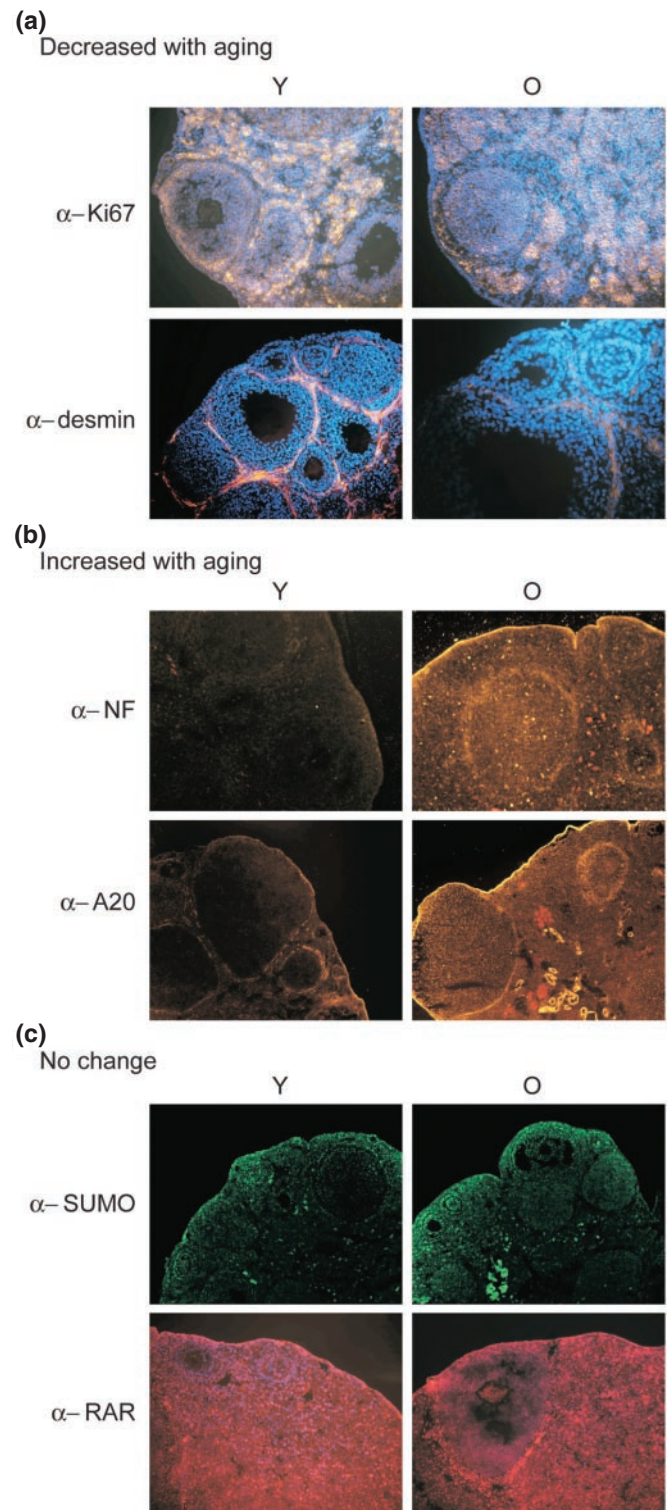 (a)
Decreased with aging
Y O
α–Ki67
α–desmin
(b)
Increased with aging
Y O
α–NF
α–A20
(c)
No change
Y O
α–SUMO
α–RAR